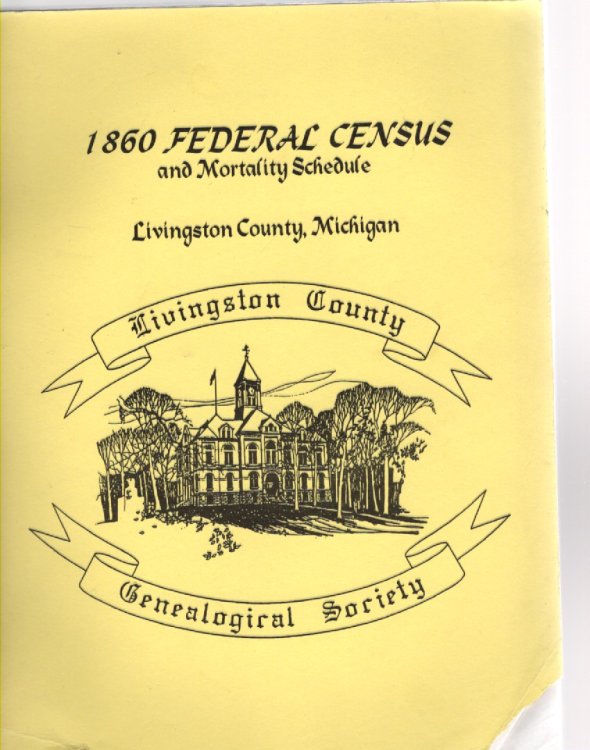 1860 FEDERAL CENSUS
and Mortality Schedule
Livingston County, Michigan
Livingston County
Genealogical Society